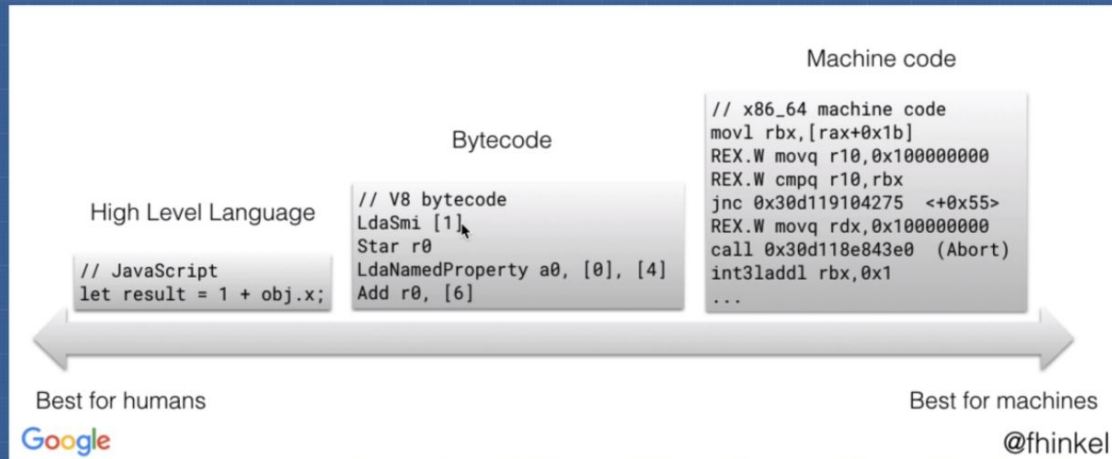 Machine code
// x86_64 machine code
movl rbx,[rax+0x1b]
REX.W movq r10,0x100000000
REX.W cmpq r10,rbx
jnc 0x30d119104275  <+0x55>
REX.W movq rdx,0x100000000
call 0x30d118e843e0  (Abort)
int3laddl rbx,0x1
...
Bytecode
// V8 bytecode
LdaSmi [1]
Star r0
LdaNamedProperty a0, [0], [4]
Add r0, [6]
High Level Language
// JavaScript
let result = 1 + obj.x;
Best for humans
Best for machines
Google
@fhinkel